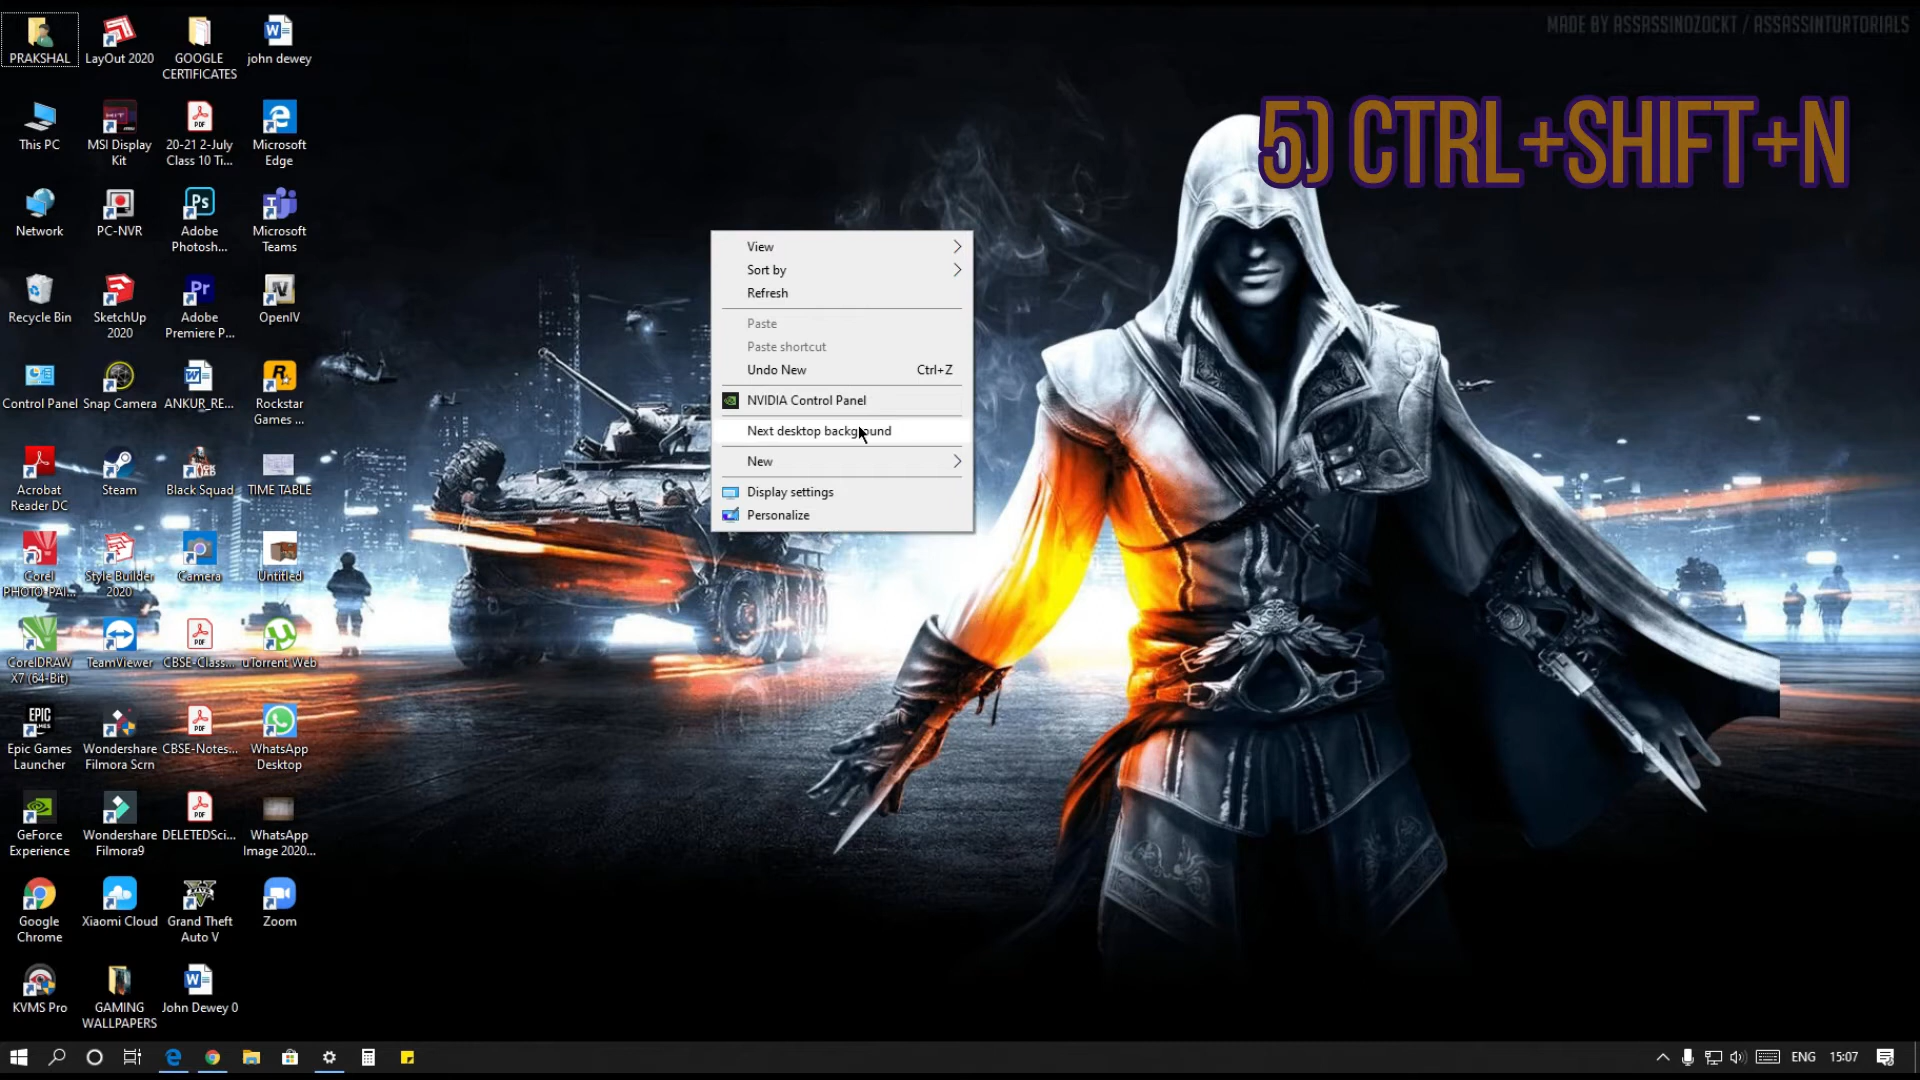 MADE BY ASSASSINOZOCKT / ASSASSINTURTORIALS
5) CTRL+SHIFT+N
PRAKSHAL
LayOut 2020
GOOGLE
CERTIFICATES
john dewey
This PC
MSI Display
Kit
20-21 2-July
Class 10 Ti...
Microsoft
Edge
Network
PC-NVR
Adobe
Photosh...
Microsoft
Teams
Recycle Bin
SketchUp
2020
Adobe
Premiere P...
OpenIV
Control Panel
Snap Camera
ANKUR_RE...
Rockstar
Games ...
Acrobat
Reader DC
Steam
Black Squad
TIME TABLE
Corel
PHOTO-PAI...
Style Builder
2020
Camera
Untitled
CorelDRAW
X7 (64-Bit)
TeamViewer
CBSE-Class...
uTorrent Web
Epic Games
Launcher
Wondershare
Filmora Scrn
CBSE-Notes...
WhatsApp
Desktop
GeForce
Experience
Wondershare
Filmora9
DELETEDSci...
WhatsApp
Image 2020...
Google
Chrome
Xiaomi Cloud
Grand Theft
Auto V
Zoom
KVMS Pro
GAMING
WALLPAPERS
John Dewey 0
View
Sort by
Refresh
Paste
Paste shortcut
Undo New Ctrl+Z
NVIDIA Control Panel
Next desktop background
New
Display settings
Personalize
ENG 15:07